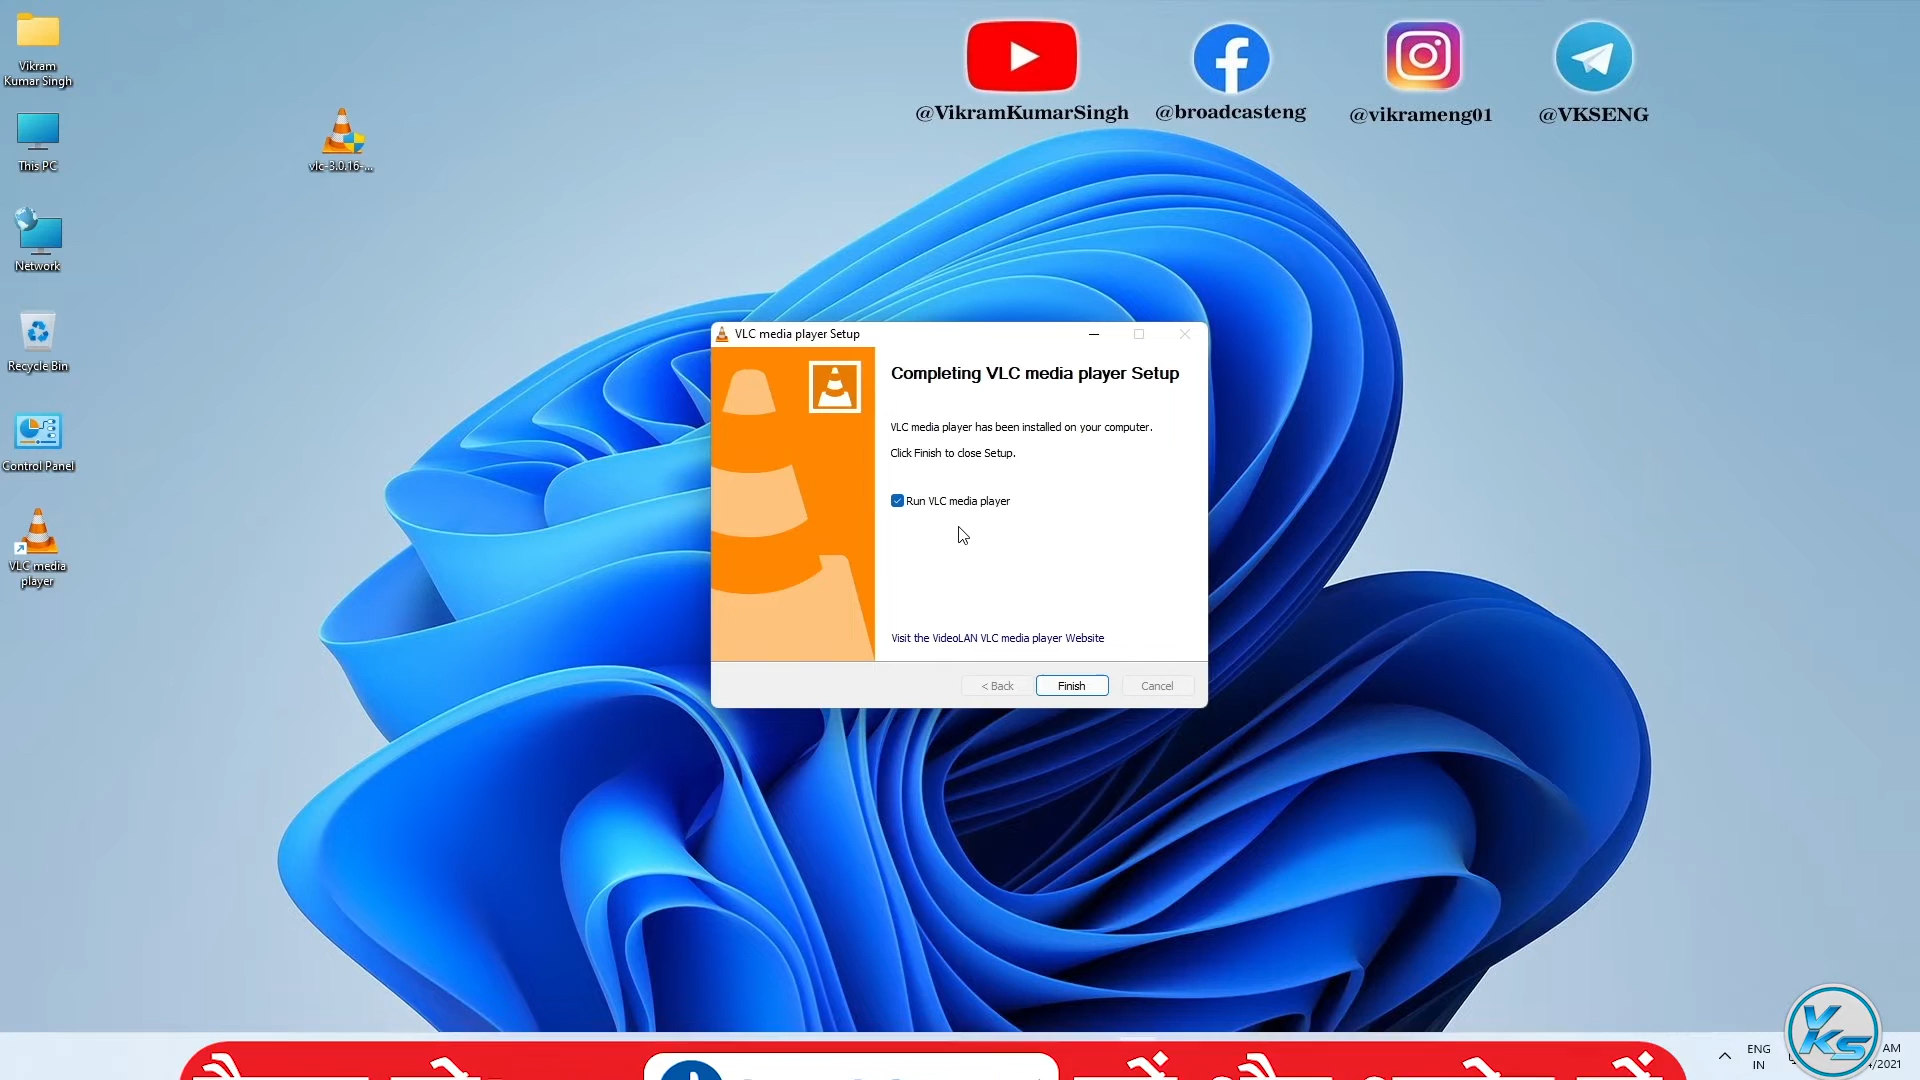 Vikram
Kumar Singh
This PC
Network
Recycle Bin
Control Panel
VLC media
player
vlc-3.0.16-...
@VikramKumarSingh
@broadcasteng
@vikrameng01
@VKSENG
VLC media player Setup
Completing VLC media player Setup
VLC media player has been installed on your computer.
Click Finish to close Setup.
Run VLC media player
Visit the VideoLAN VLC media player Website
< Back
Finish
Cancel
ENG
IN
AM
/2021
VKS